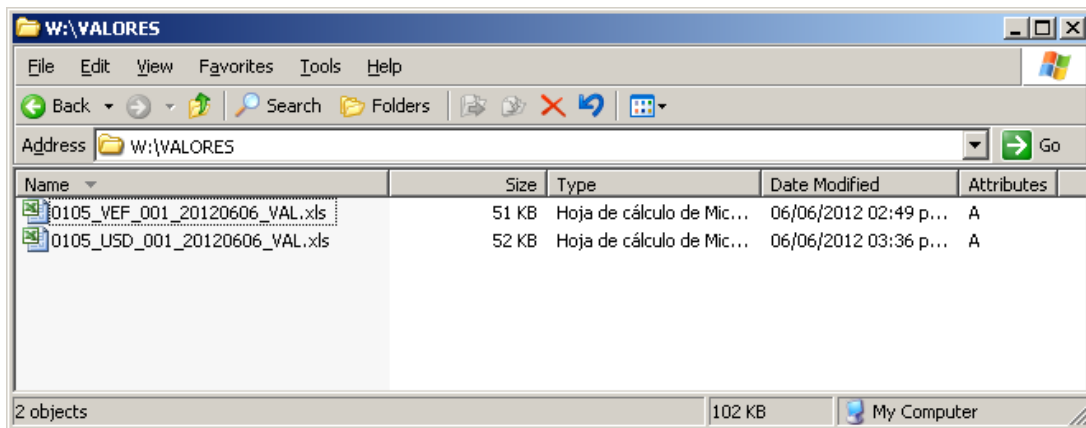 W:\VALORES
File Edit View Favorites Tools Help
Back Search Folders
Address W:\VALORES Go
Name Size Type Date Modified Attributes
0105_VEF_001_20120606_VAL.xls 51 KB Hoja de cálculo de Mic... 06/06/2012 02:49 p... A
0105_USD_001_20120606_VAL.xls 52 KB Hoja de cálculo de Mic... 06/06/2012 03:36 p... A
2 objects 102 KB My Computer